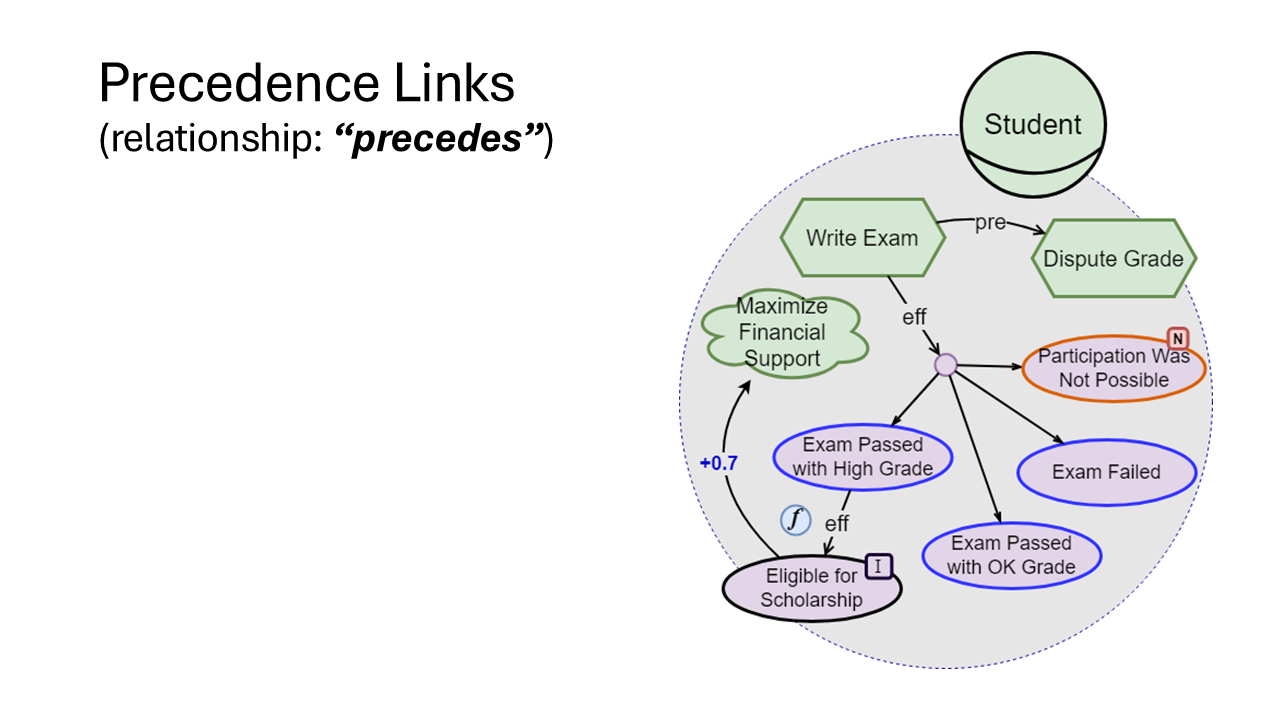 Precedence Links
(relationship: “precedes”)
Student
Write Exam
pre
Dispute Grade
Maximize
Financial
Support
eff
N
Participation Was
Not Possible
Exam Passed
with High Grade
+0.7
Exam Failed
f
eff
Exam Passed
with OK Grade
I
Eligible for
Scholarship